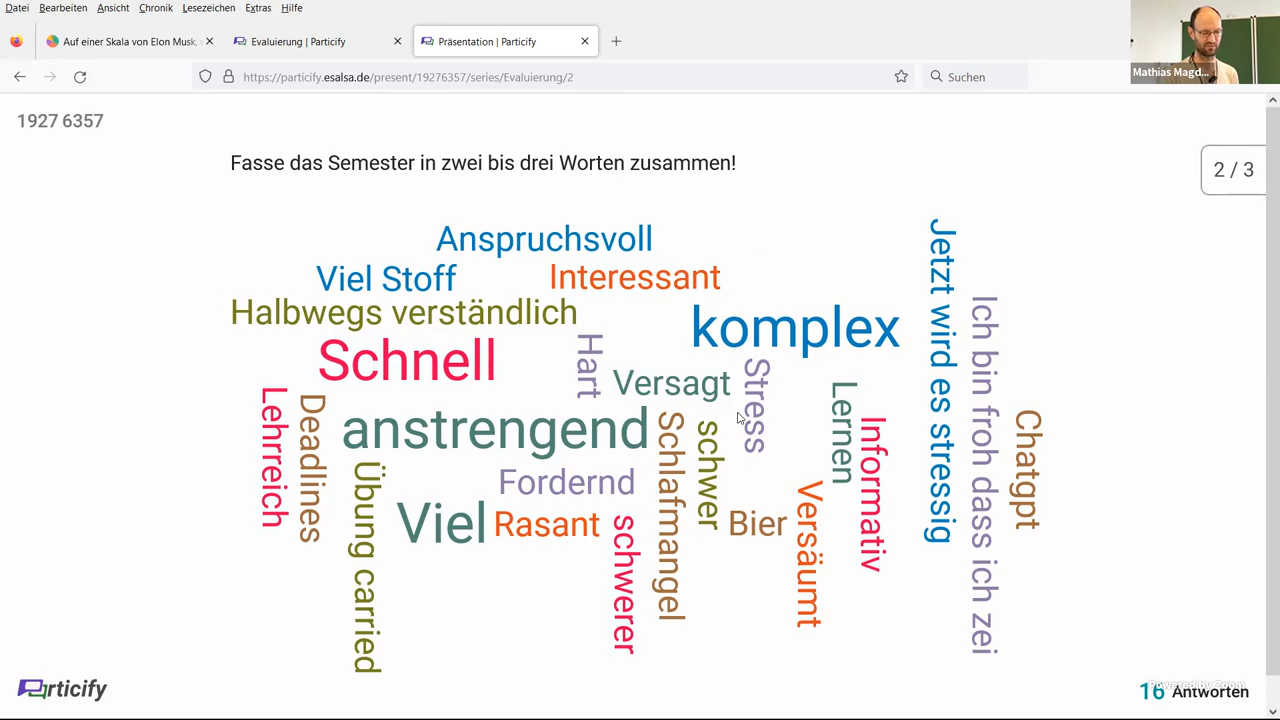 Datei Bearbeiten Ansicht Chronik Lesezeichen Extras Hilfe
Auf einer Skala von Elon Musk,
Evaluierung | Particify
Präsentation | Particify
https://particify.esalsa.de/present/19276357/series/Evaluierung/2
Suchen
Mathias Magd...
1927 6357
Fasse das Semester in zwei bis drei Worten zusammen!
2 / 3
Anspruchsvoll
Viel Stoff
Interessant
Halbwegs verständlich
komplex
Schnell
Hart
Versagt
Stress
Jetzt wird es stressig
Ich bin froh dass ich zei
Lehrreich
Deadlines
anstrengend
Schlafmangel
schwer
Lernen
Informativ
Chatgpt
Übung carried
Fordernd
Viel
Rasant
schwerer
Bier
Versäumt
Particify
Powered by Zoom
16 Antworten